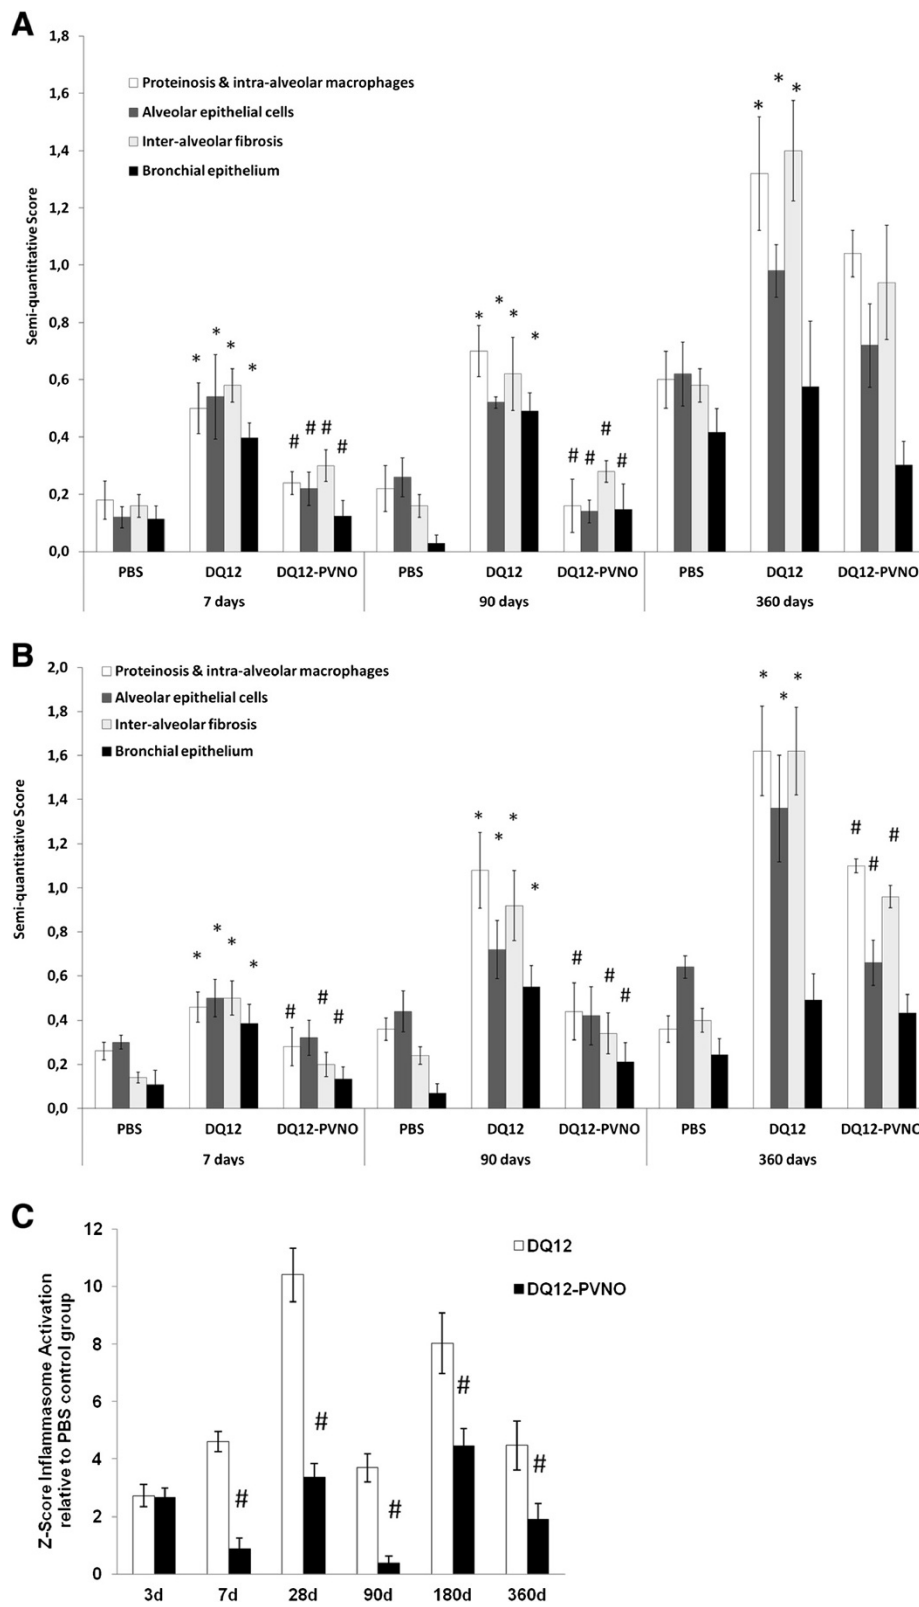 A
1,8
1,6
1,4
1,2
1,0
0,8
0,6
0,4
0,2
0,0
Semi-quantitative Score
Proteinosis & intra-alveolar macrophages
Alveolar epithelial cells
Inter-alveolar fibrosis
Bronchial epithelium
* * *
* * * *
* * * *
# # # #
# # # #
PBS DQ12 DQ12-PVNO PBS DQ12 DQ12-PVNO PBS DQ12 DQ12-PVNO
7 days 90 days 360 days
B
2,0
1,8
1,6
1,4
1,2
1,0
0,8
0,6
0,4
0,2
0,0
Semi-quantitative Score
Proteinosis & intra-alveolar macrophages
Alveolar epithelial cells
Inter-alveolar fibrosis
Bronchial epithelium
* * *
* * * *
# # #
* * * *
# # #
# # #
PBS DQ12 DQ12-PVNO PBS DQ12 DQ12-PVNO PBS DQ12 DQ12-PVNO
7 days 90 days 360 days
C
12
10
8
6
4
2
0
Z-Score Inflammasome Activation
relative to PBS control group
DQ12
DQ12-PVNO
# # # # #
3d 7d 28d 90d 180d 360d